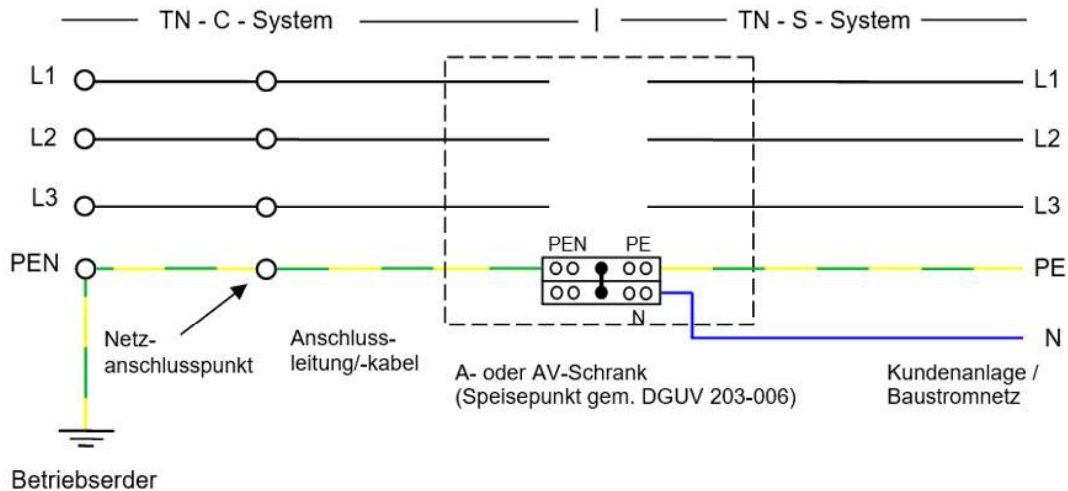 TN - C - System
TN - S - System
L1
L1
L2
L2
L3
L3
PEN
PEN
PE
PE
N
N
Netz-
anschlusspunkt
Anschluss-
leitung/-kabel
A- oder AV-Schrank
(Speisepunkt gem. DGUV 203-006)
Kundenanlage /
Baustromnetz
Betriebserder